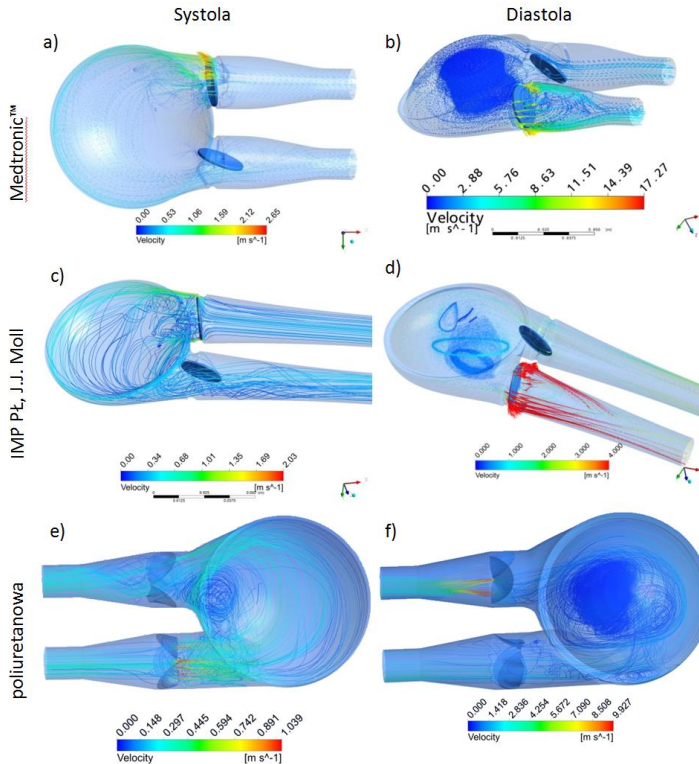 Systola
Diastola
Medtronic™
a)
b)
0.00 0.53 1.06 1.59 2.12 2.65
Velocity [m s^-1]
0.00 2.88 5.76 8.63 11.51 14.39 17.27
Velocity
[m s^-1]
IMP PŁ, J.J. Moll
c)
d)
0.00 0.34 0.68 1.01 1.35 1.69 2.03
Velocity [m s^-1]
0.000 1.000 2.000 3.000 4.000
Velocity [m s^-1]
poliuretanowa
e)
f)
0.000 0.148 0.297 0.445 0.594 0.742 0.891 1.039
Velocity [m s^-1]
0.000 1.418 2.836 4.254 5.672 7.090 8.508 9.927
Velocity [m s^-1]